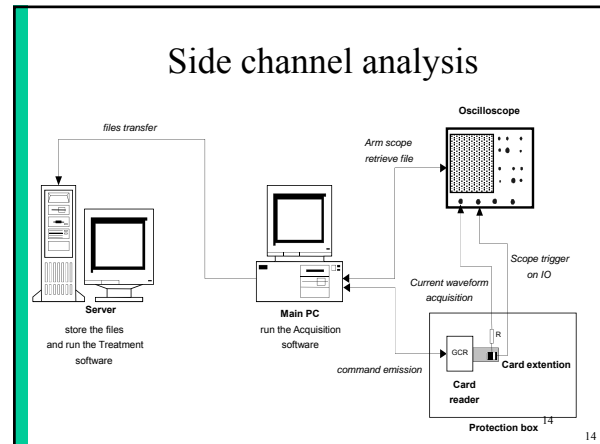 Side channel analysis
Oscilloscope
files transfer
Arm scope
retrieve file
Scope trigger
on IO
Current waveform
acquisition
Server
store the files
and run the Treatment
software
Main PC
run the Acquisition
software
command emission
R
GCR
Card extention
Card
reader
Protection box
14
14